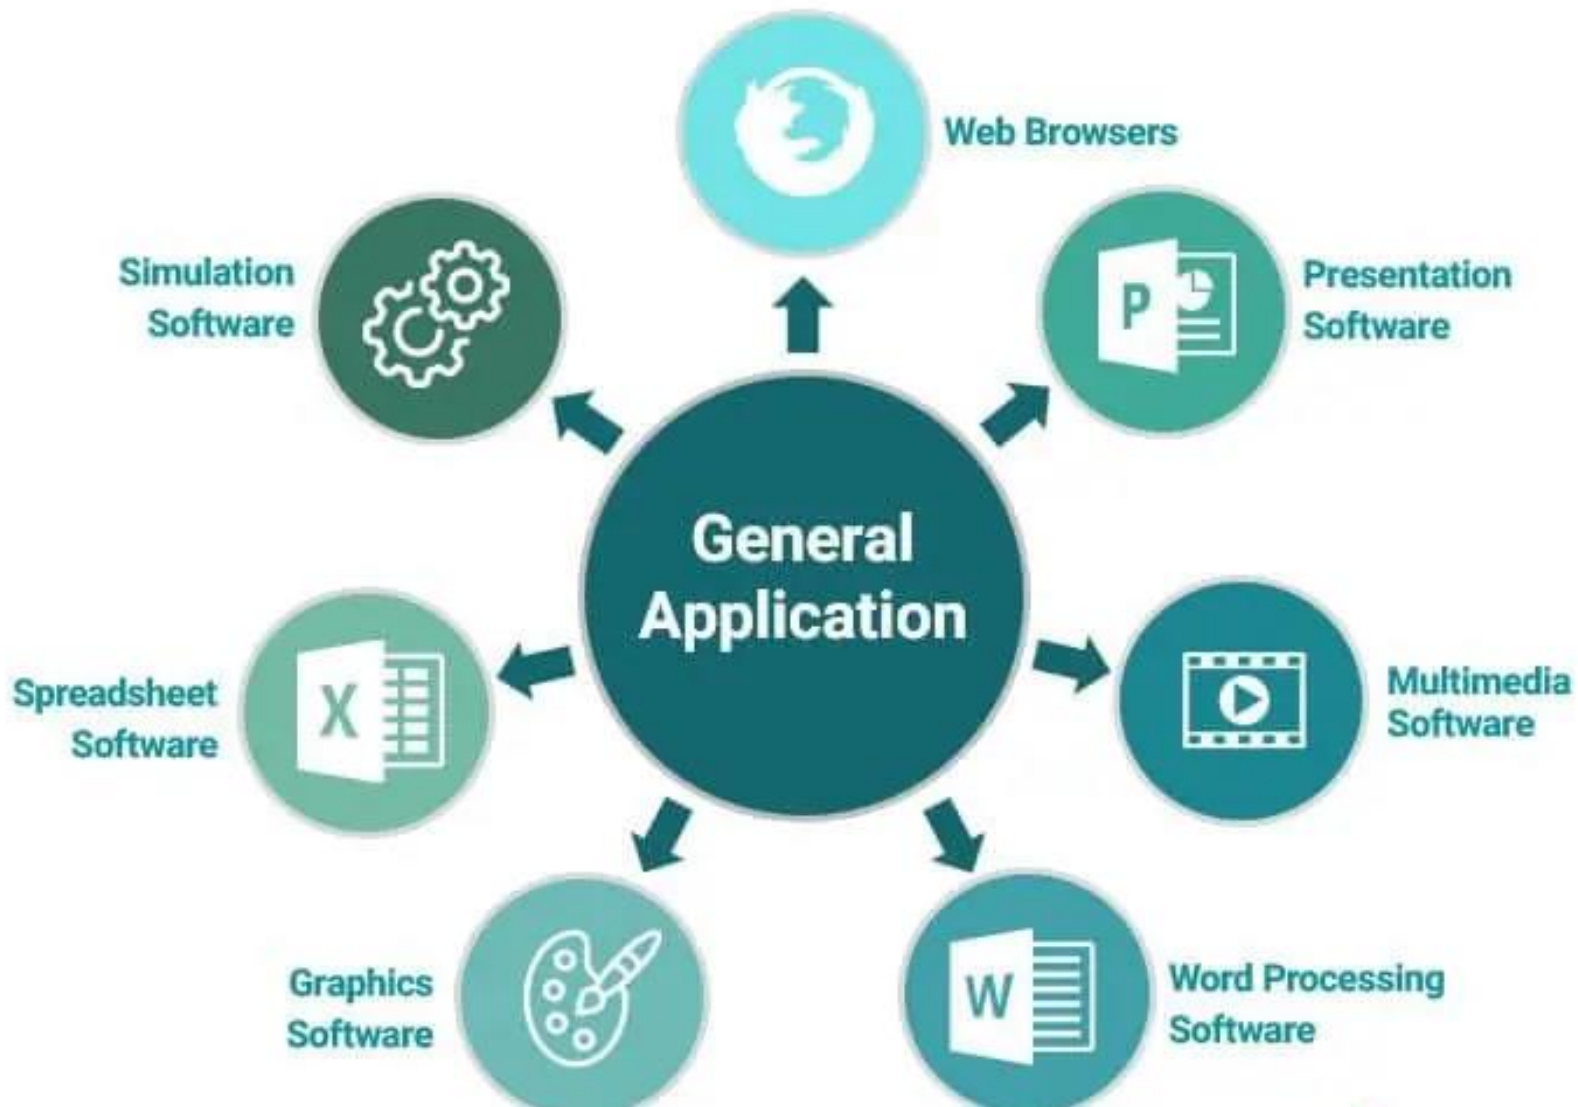 Web Browsers
Simulation
Software
Presentation
Software
P
General
Application
Spreadsheet
Software
X
Multimedia
Software
Graphics
Software
W
Word Processing
Software